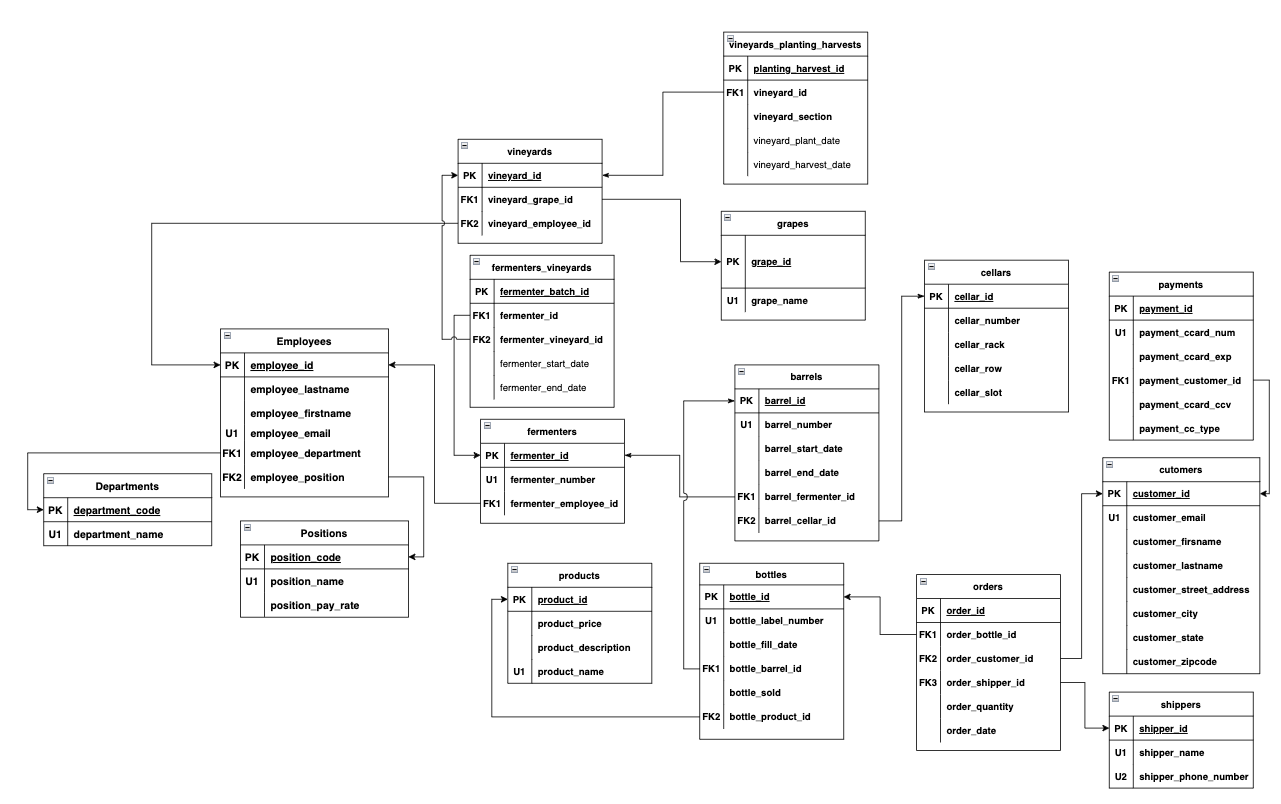 vineyards_planting_harvests
PK planting_harvest_id
FK1 vineyard_id
vineyard_section
vineyard_plant_date
vineyard_harvest_date
vineyards
PK vineyard_id
FK1 vineyard_grape_id
FK2 vineyard_employee_id
grapes
PK grape_id
U1 grape_name
fermenters_vineyards
PK fermenter_batch_id
FK1 fermenter_id
FK2 fermenter_vineyard_id
fermenter_start_date
fermenter_end_date
cellars
PK cellar_id
cellar_number
cellar_rack
cellar_row
cellar_slot
payments
PK payment_id
U1 payment_ccard_num
payment_ccard_exp
FK1 payment_customer_id
payment_ccard_ccv
payment_cc_type
Employees
PK employee_id
employee_lastname
employee_firstname
U1 employee_email
FK1 employee_department
FK2 employee_position
barrels
PK barrel_id
U1 barrel_number
barrel_start_date
barrel_end_date
FK1 barrel_fermenter_id
FK2 barrel_cellar_id
fermenters
PK fermenter_id
U1 fermenter_number
FK1 fermenter_employee_id
Departments
PK department_code
U1 department_name
Positions
PK position_code
U1 position_name
position_pay_rate
cutomers
PK customer_id
U1 customer_email
customer_firsname
customer_lastname
customer_street_address
customer_city
customer_state
customer_zipcode
products
PK product_id
product_price
product_description
U1 product_name
bottles
PK bottle_id
U1 bottle_label_number
bottle_fill_date
FK1 bottle_barrel_id
bottle_sold
FK2 bottle_product_id
orders
PK order_id
FK1 order_bottle_id
FK2 order_customer_id
FK3 order_shipper_id
order_quantity
order_date
shippers
PK shipper_id
U1 shipper_name
U2 shipper_phone_number